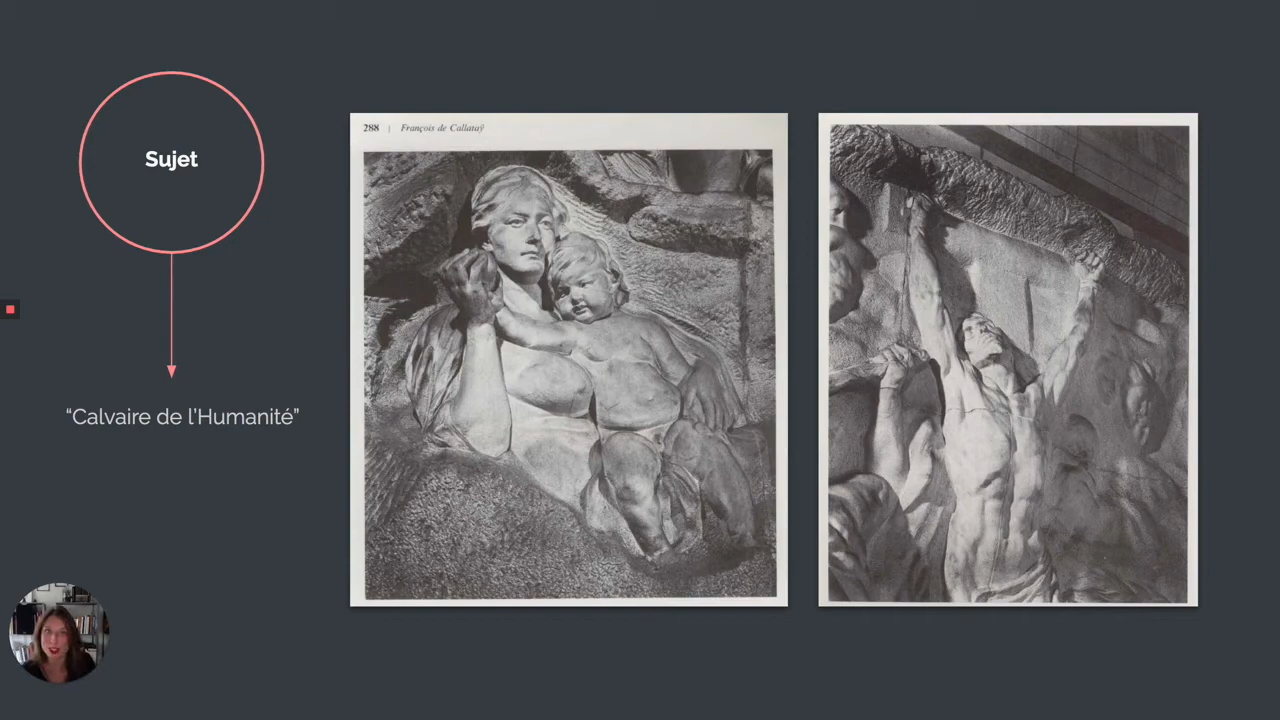 Sujet
“Calvaire de l’Humanité”
288 | François de Callataÿ